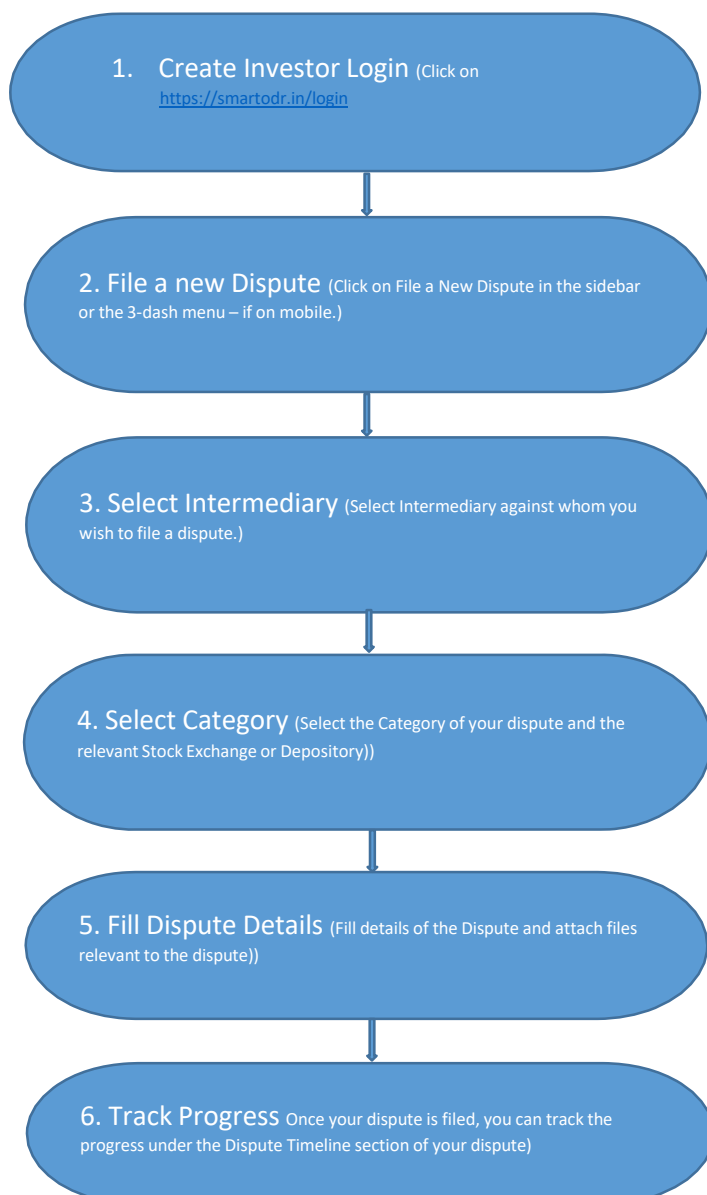 1. Create Investor Login (Click on
https://smartodr.in/login
2. File a new Dispute (Click on File a New Dispute in the sidebar
or the 3-dash menu – if on mobile.)
3. Select Intermediary (Select Intermediary against whom you
wish to file a dispute.)
4. Select Category (Select the Category of your dispute and the
relevant Stock Exchange or Depository))
5. Fill Dispute Details (Fill details of the Dispute and attach files
relevant to the dispute))
6. Track Progress Once your dispute is filed, you can track the
progress under the Dispute Timeline section of your dispute)